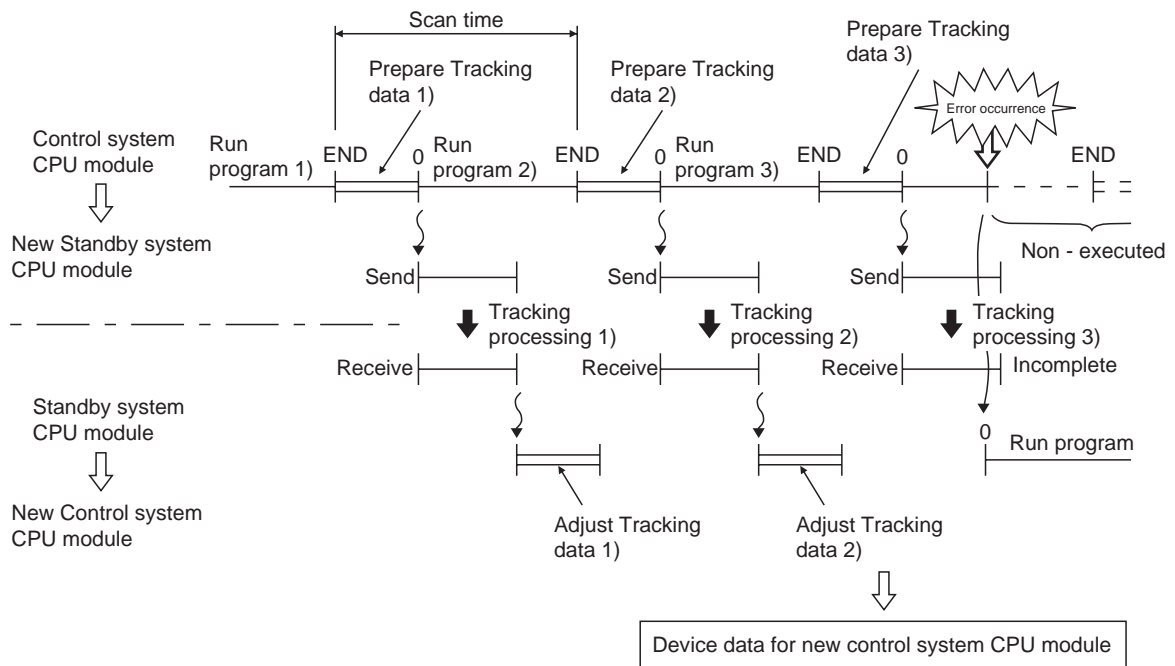 Scan time
Prepare Tracking
data 1)
Prepare Tracking
data 2)
Prepare Tracking
data 3)
Error occurrence
Control system
CPU module
New Standby system
CPU module
Run
program 1)
END
0
Run
program 2)
END
0
Run
program 3)
END
0
END
Non - executed
Send
Send
Send
Tracking
processing 1)
Tracking
processing 2)
Tracking
processing 3)
Receive
Receive
Receive
Incomplete
Standby system
CPU module
New Control system
CPU module
0
Run program
Adjust Tracking
data 1)
Adjust Tracking
data 2)
Device data for new control system CPU module